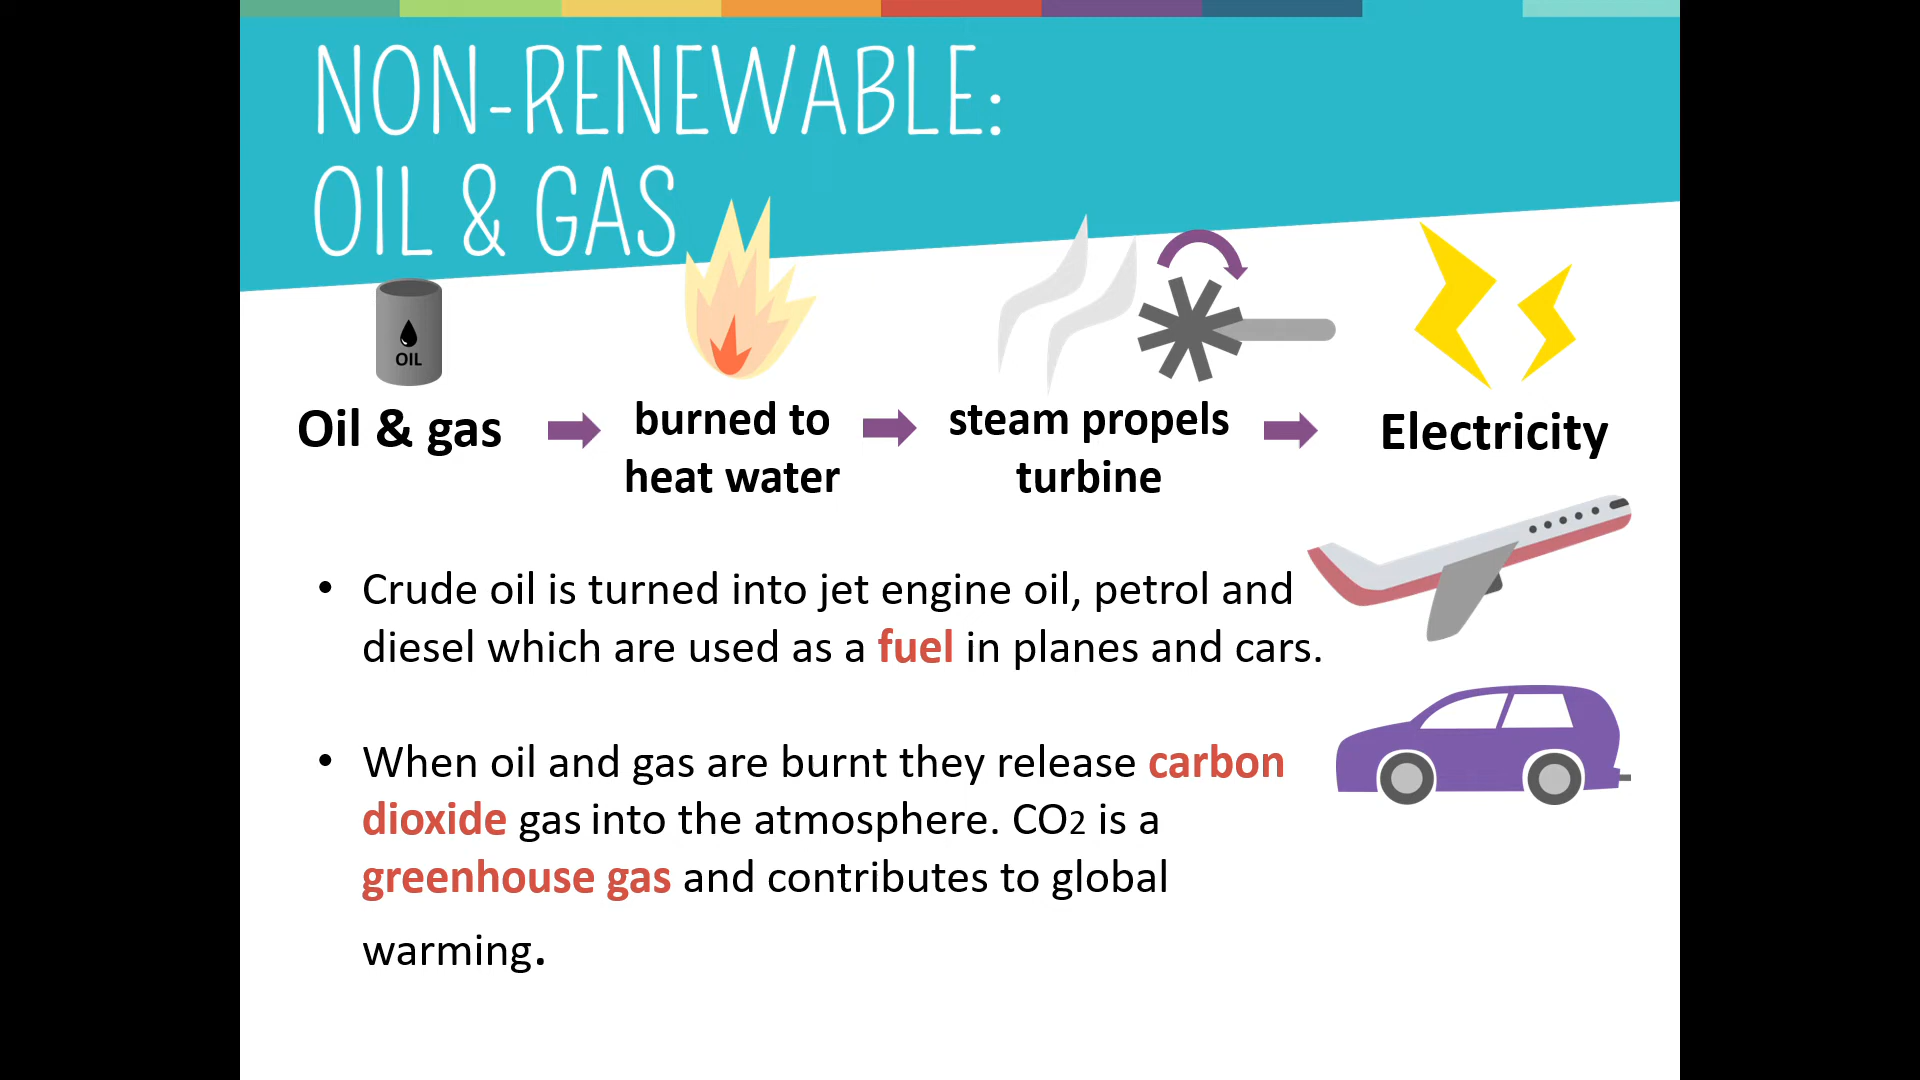 NON-RENEWABLE:
OIL & GAS
OIL
Oil & gas
burned to
heat water
steam propels
turbine
Electricity
• Crude oil is turned into jet engine oil, petrol and
diesel which are used as a fuel in planes and cars.
• When oil and gas are burnt they release carbon
dioxide gas into the atmosphere. CO2 is a
greenhouse gas and contributes to global
warming.